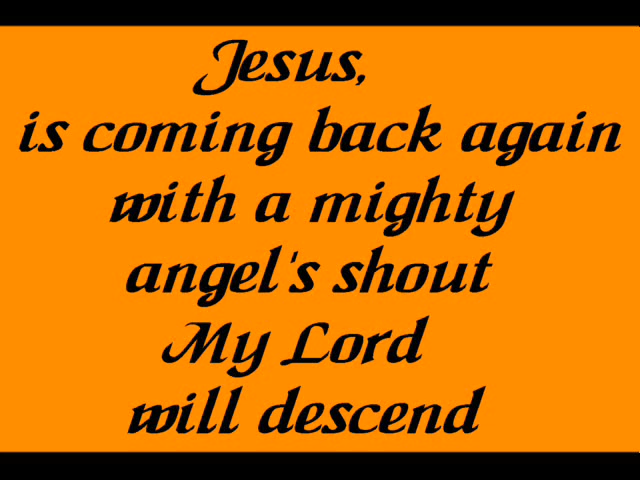 Jesus,
is coming back again
with a mighty
angel's shout
My Lord
will descend